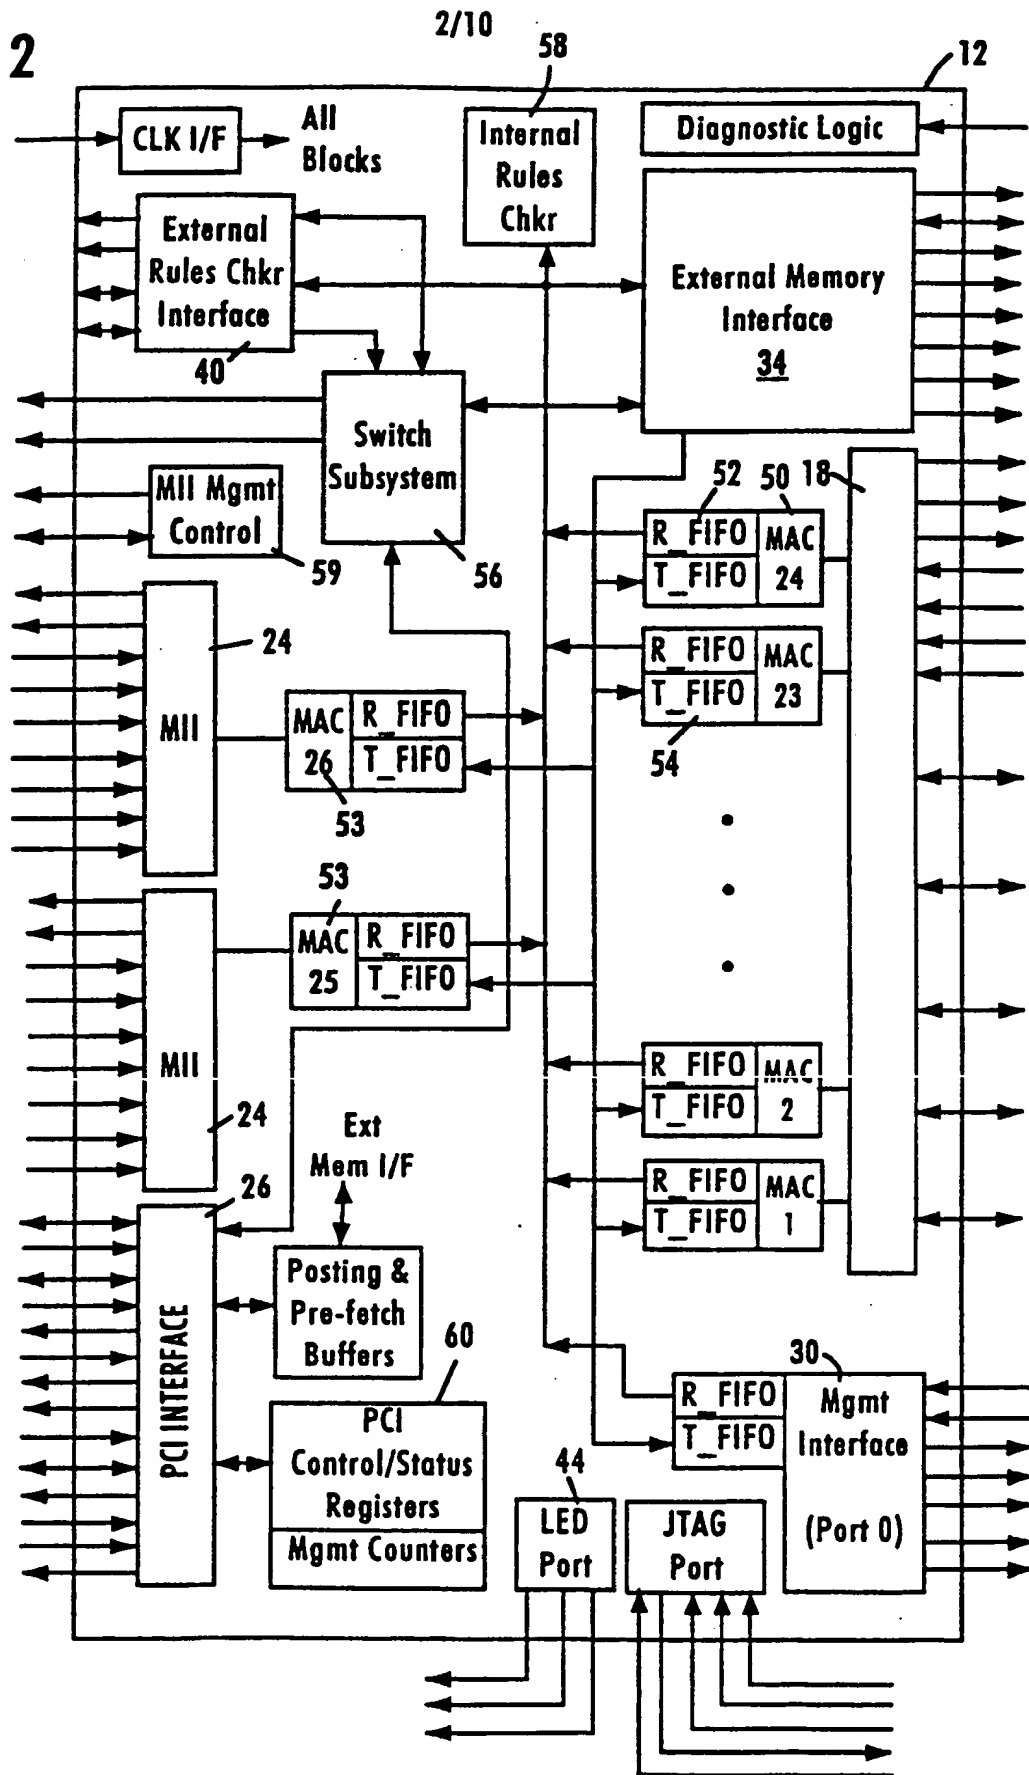 2/10
2
58
12
CLK I/F
All
Blocks
Internal
Rules
Chkr
Diagnostic Logic
External
Rules Chkr
Interface
40
External Memory
Interface
34
Switch
Subsystem
56
MII Mgmt
Control
59
52
50
18
R_FIFO
T_FIFO
MAC
24
R_FIFO
T_FIFO
MAC
23
54
24
MII
MAC
26
R_FIFO
T_FIFO
53
53
MAC
25
R_FIFO
T_FIFO
MII
24
R_FIFO
T_FIFO
MAC
2
R_FIFO
T_FIFO
MAC
1
Ext
Mem I/F
26
PCI INTERFACE
Posting &
Pre-fetch
Buffers
60
PCI
Control/Status
Registers
Mgmt Counters
30
R_FIFO
T_FIFO
Mgmt
Interface
(Port 0)
44
LED
Port
JTAG
Port